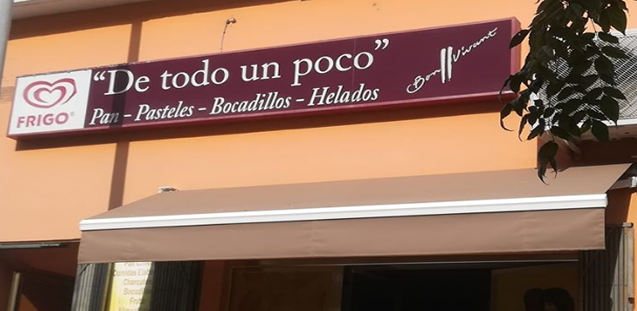 "De todo un poco"
Pan - Pasteles - Bocadillos - Helados
FRIGO®
Bon Vivant